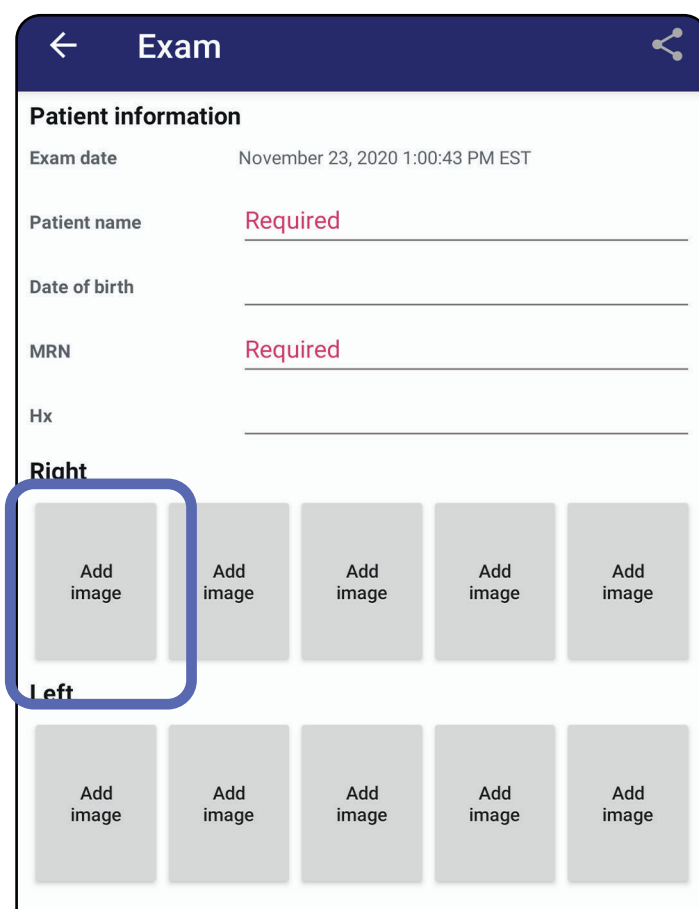 Exam
Patient information
Exam date November 23, 2020 1:00:43 PM EST
Patient name Required
Date of birth
MRN Required
Hx
Right
Add image Add image Add image Add image Add image
Left
Add image Add image Add image Add image Add image